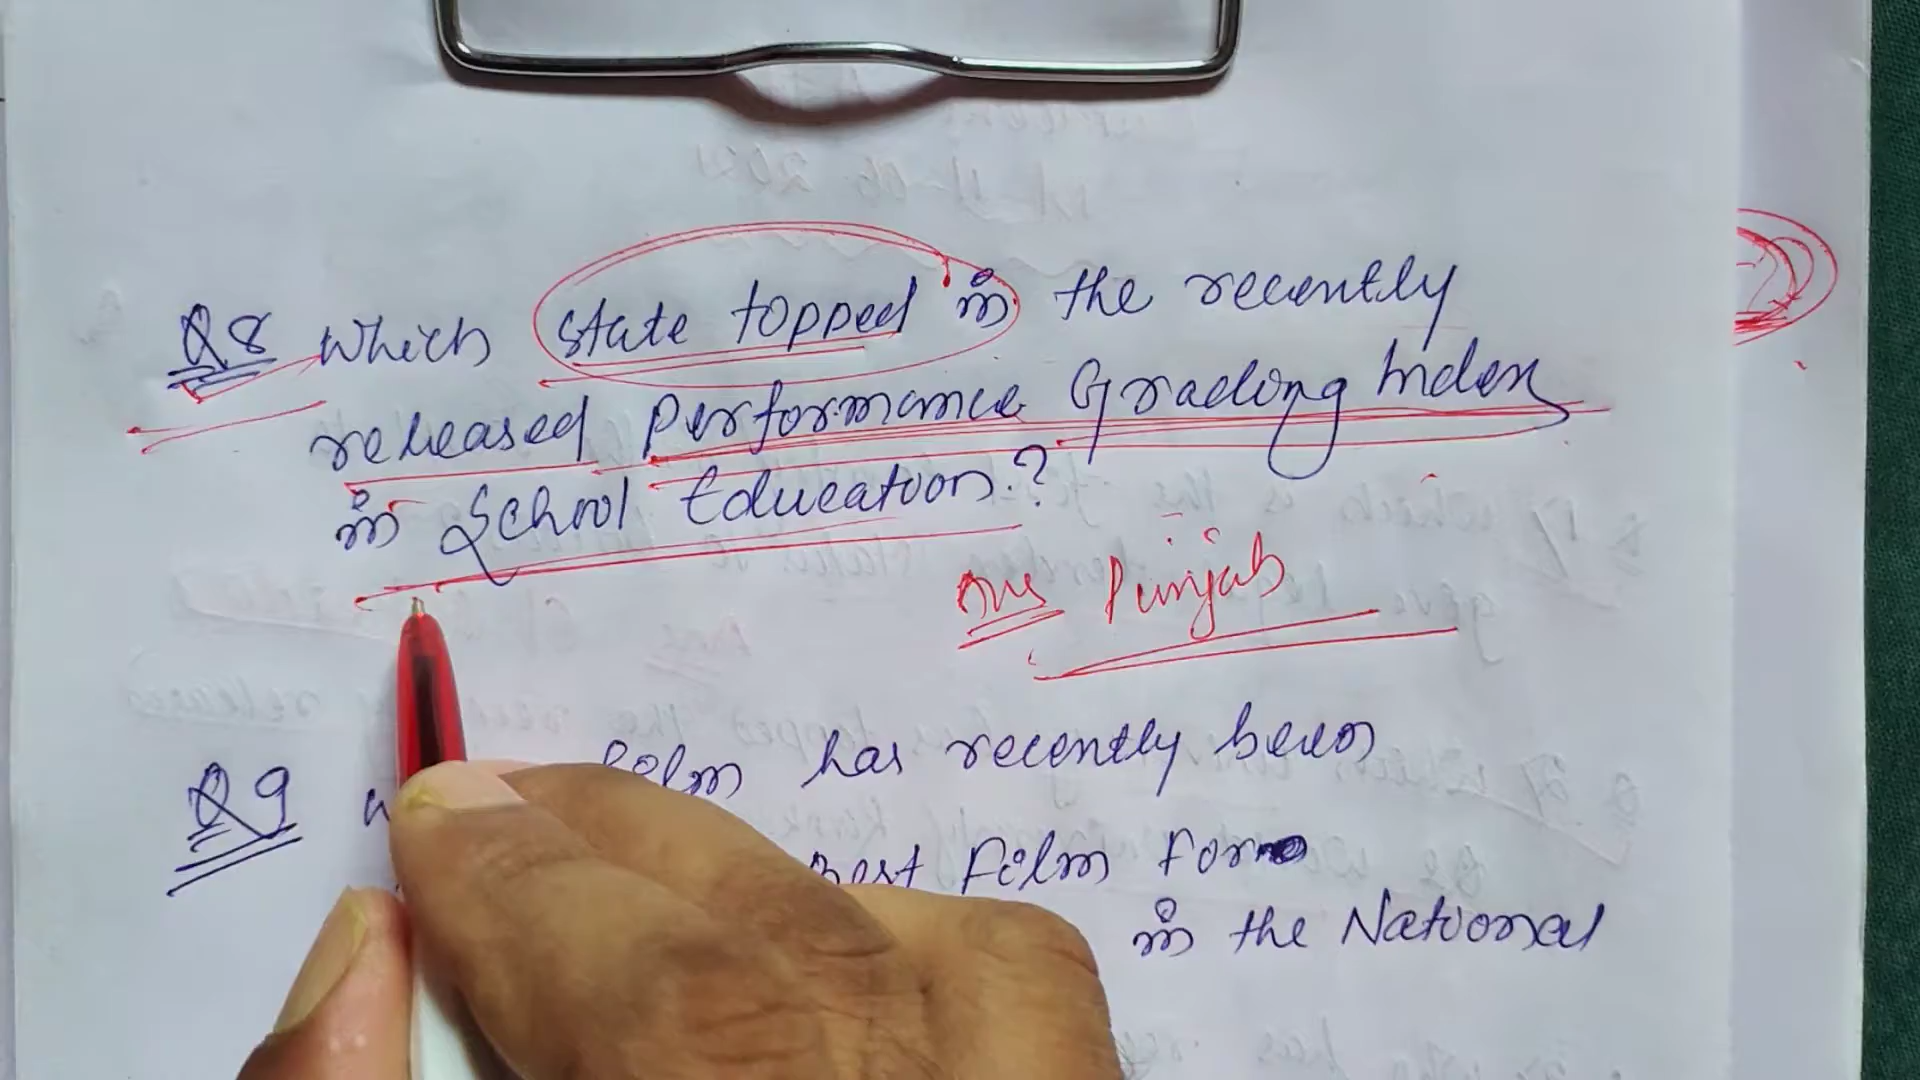 Q8 Which state topped in the recently
released Performance Grading Index
in School Education.?
Ans Punjab
Q9 film has recently been
Best Film For
in the National